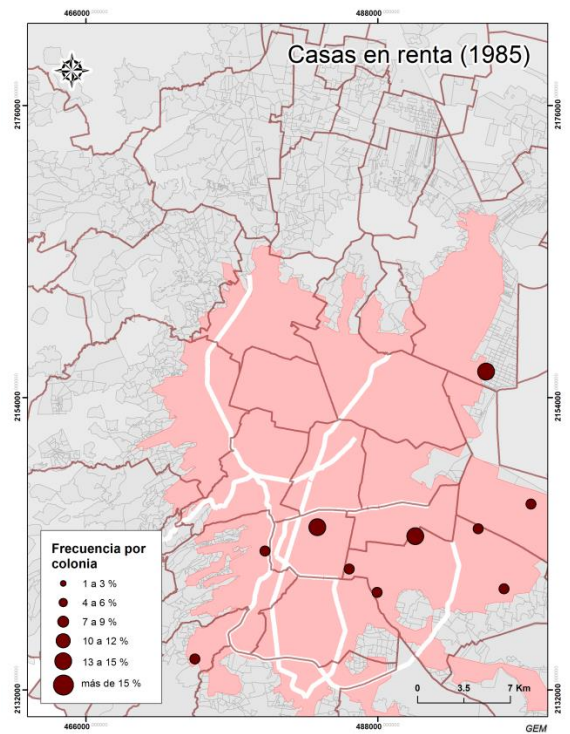 466000
488000
Casas en renta (1985)
2176000
2176000
2154000
2154000
Frecuencia por
colonia
1 a 3 %
4 a 6 %
7 a 9 %
10 a 12 %
13 a 15 %
más de 15 %
0 3.5 7 Km
2132000
2132000
466000
488000
GEM